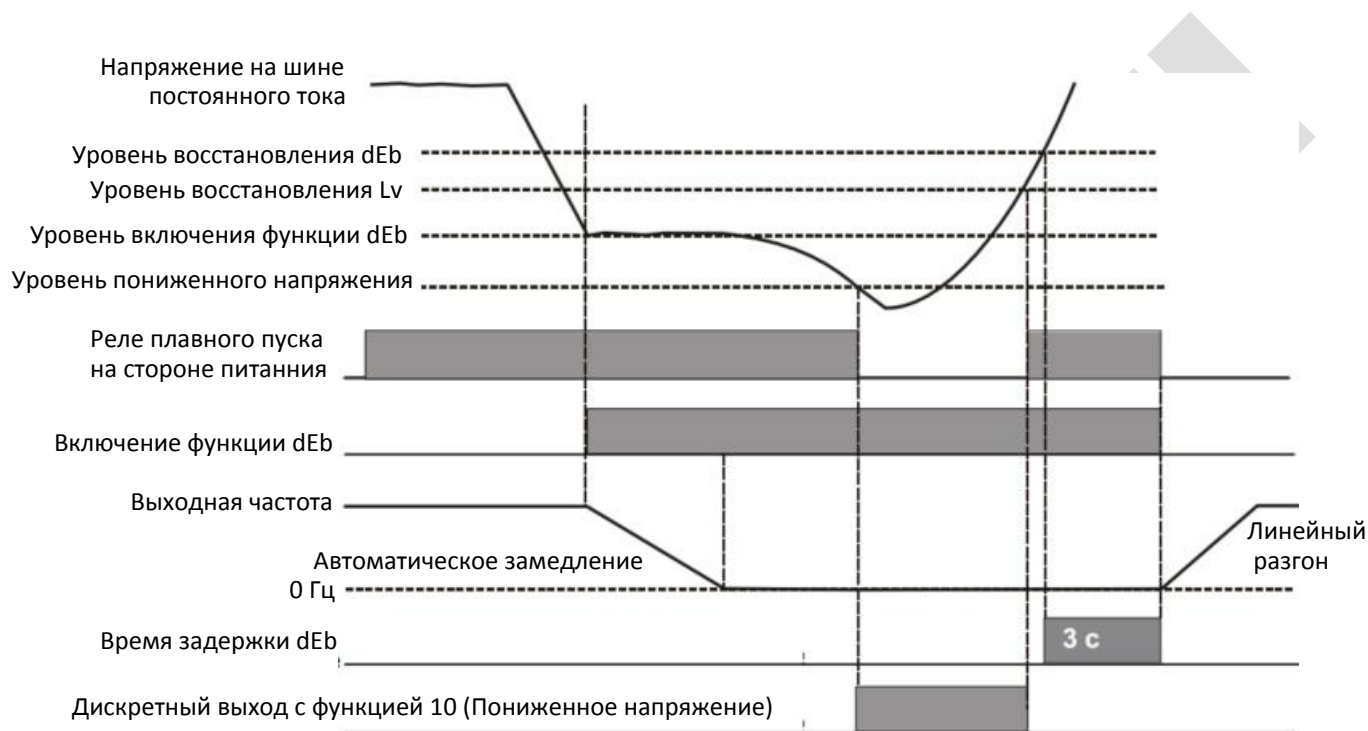 Напряжение на шине
постоянного тока
Уровень восстановления dEb
Уровень восстановления Lv
Уровень включения функции dEb
Уровень пониженного напряжения
Реле плавного пуска
на стороне питанния
Включение функции dEb
Выходная частота
Линейный
разгон
Автоматическое замедление
0 Гц
Время задержки dEb
3 с
Дискретный выход с функцией 10 (Пониженное напряжение)